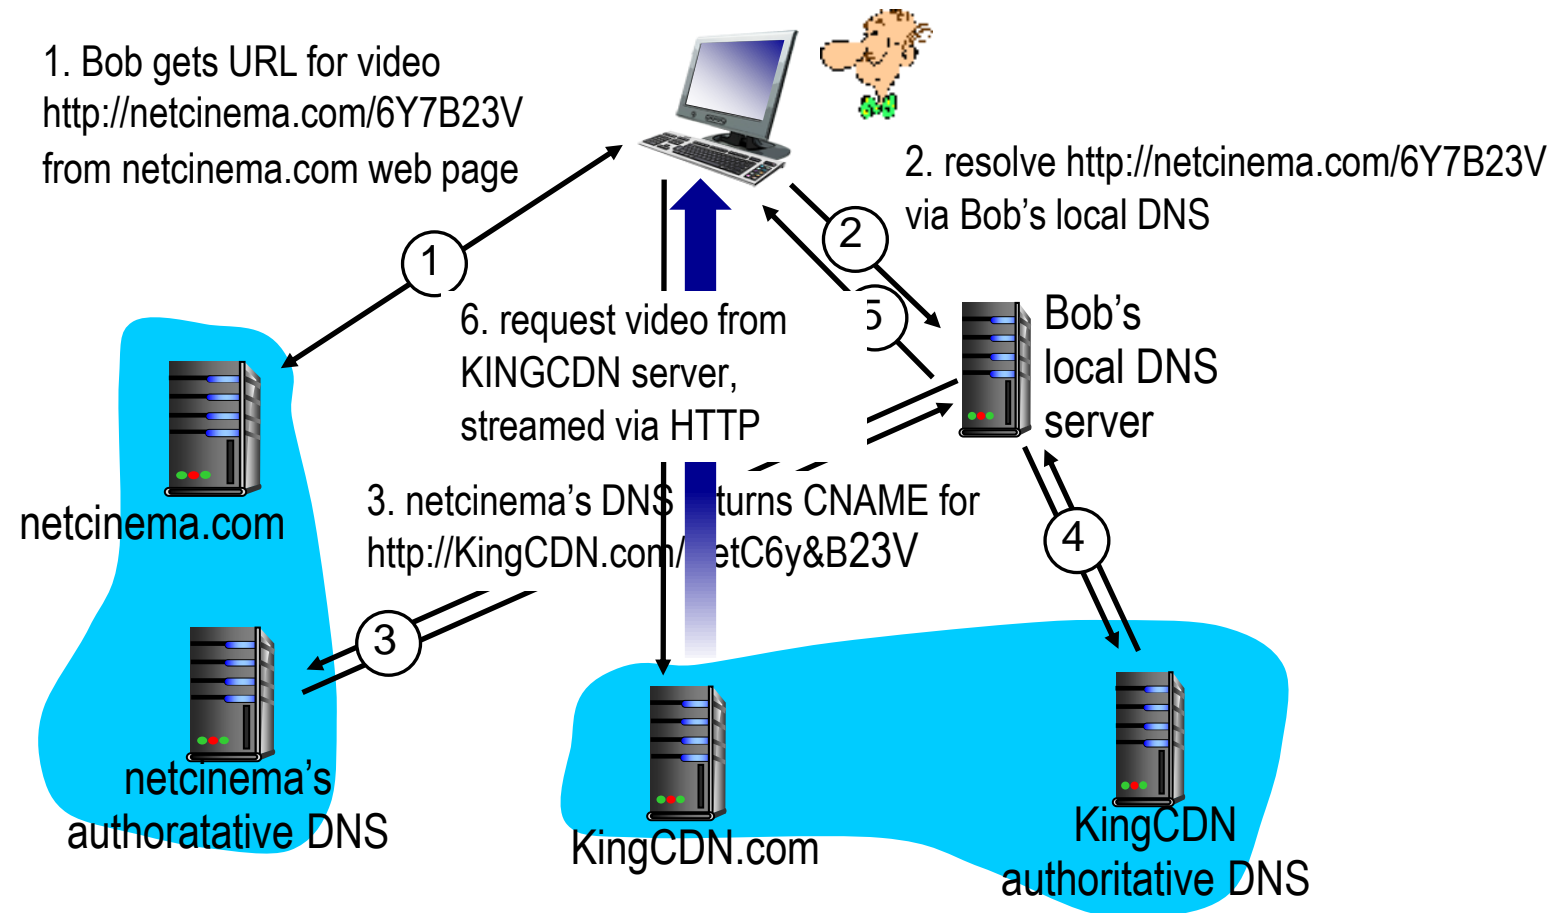 1. Bob gets URL for video
http://netcinema.com/6Y7B23V
from netcinema.com web page
2. resolve http://netcinema.com/6Y7B23V
via Bob’s local DNS
1
2
5
6. request video from
KINGCDN server,
streamed via HTTP
Bob’s
local DNS
server
netcinema.com
3. netcinema’s DNS turns CNAME for
http://KingCDN.com/ etC6y&B23V
4
3
netcinema’s
authoratative DNS
KingCDN.com
KingCDN
authoritative DNS